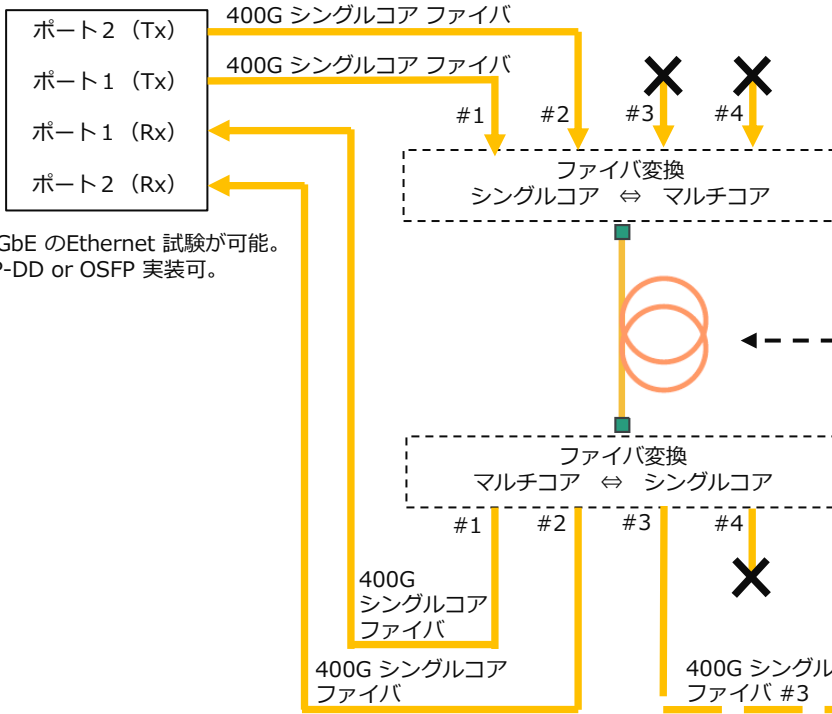 400G シングルコア ファイバ
ポート2 (Tx)
400G シングルコア ファイバ
ポート1 (Tx)
ポート1 (Rx)
ポート2 (Rx)
#1
#2
#3
#4
ファイバ変換
シングルコア ⇔ マルチコア
GbE のEthernet 試験が可能。
P-DD or OSFP 実装可。
ファイバ変換
マルチコア ⇔ シングルコア
#1
#2
#3
#4
400G
シングルコア
ファイバ
400G シングルコア
ファイバ
400G シングル
ファイバ #3